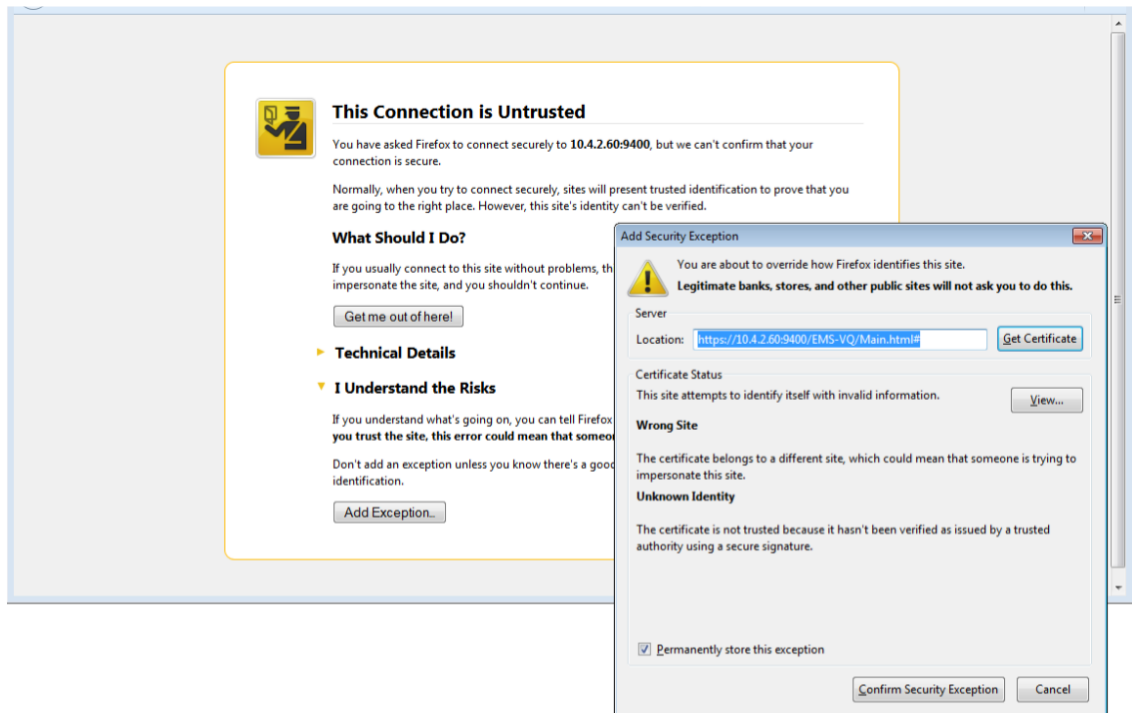 This Connection is Untrusted
You have asked Firefox to connect securely to 10.4.2.60:9400, but we can't confirm that your
connection is secure.
Normally, when you try to connect securely, sites will present trusted identification to prove that you
are going to the right place. However, this site's identity can't be verified.
What Should I Do?
If you usually connect to this site without problems, th
impersonate the site, and you shouldn't continue.
Get me out of here!
Technical Details
I Understand the Risks
If you understand what's going on, you can tell Firefox
you trust the site, this error could mean that someo
Don't add an exception unless you know there's a good
identification.
Add Exception...
Add Security Exception
You are about to override how Firefox identifies this site.
Legitimate banks, stores, and other public sites will not ask you to do this.
Server
Location: https://10.4.2.60:9400/EMS-VQ/Main.html# Get Certificate
Certificate Status
This site attempts to identify itself with invalid information.
View...
Wrong Site
The certificate belongs to a different site, which could mean that someone is trying to
impersonate this site.
Unknown Identity
The certificate is not trusted because it hasn't been verified as issued by a trusted
authority using a secure signature.
Permanently store this exception
Confirm Security Exception Cancel